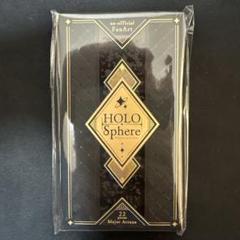 un-official
FanArt
HOLO
Sphere
22
Major Arcana